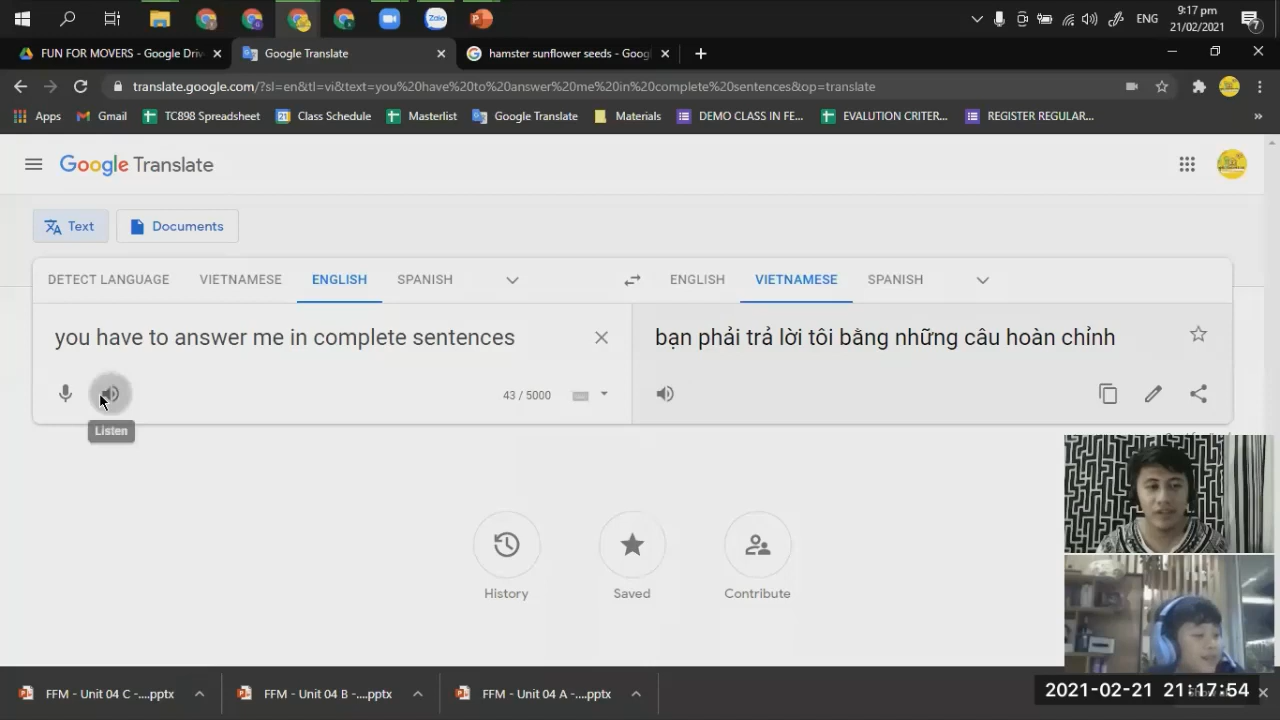 ENG
9:17 pm
21/02/2021
7
Zalo
FUN FOR MOVERS - Google Driv
Google Translate
hamster sunflower seeds - Goog
translate.google.com/?sl=en&tl=vi&text=you%20have%20to%20answer%20me%20in%20complete%20sentences&op=translate
Apps
Gmail
TC898 Spreadsheet
Class Schedule
Masterlist
Google Translate
Materials
DEMO CLASS IN FE...
EVALUTION CRITER...
REGISTER REGULAR...
Google Translate
Text
Documents
DETECT LANGUAGE
VIETNAMESE
ENGLISH
SPANISH
ENGLISH
VIETNAMESE
SPANISH
you have to answer me in complete sentences
bạn phải trả lời tôi bằng những câu hoàn chỉnh
43 / 5000
Listen
History
Saved
Contribute
FFM - Unit 04 C -....pptx
FFM - Unit 04 B -....pptx
FFM - Unit 04 A -....pptx
2021-02-21 21:17:54